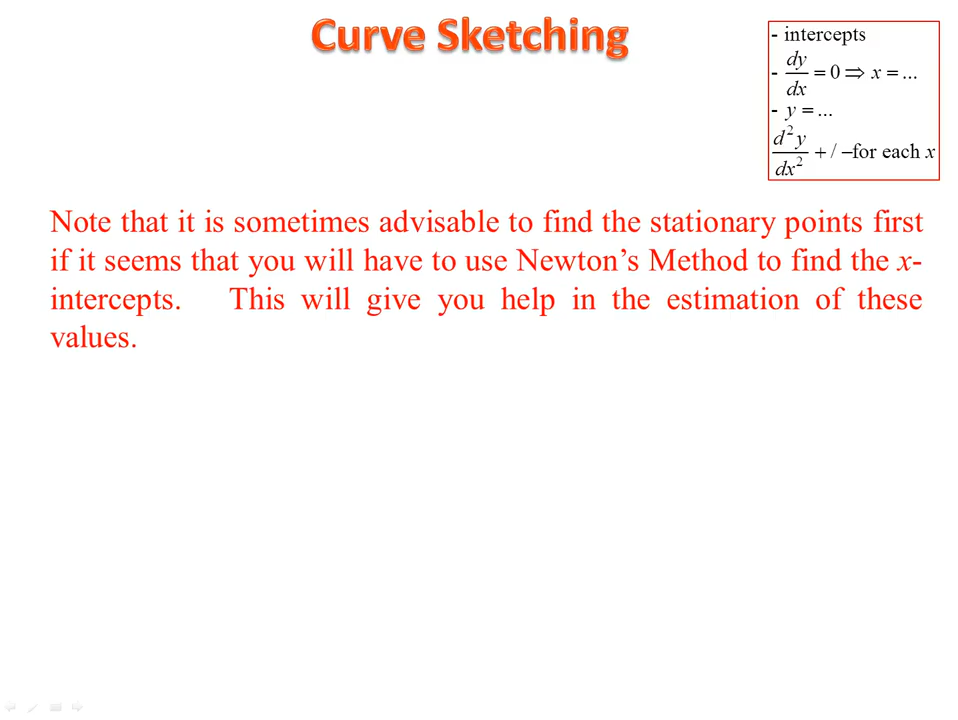 Curve Sketching
- intercepts
- dy/dx = 0 ⇒ x = ...
- y = ...
d²y/dx² + / −for each x
Note that it is sometimes advisable to find the stationary points first
if it seems that you will have to use Newton’s Method to find the x-
intercepts. This will give you help in the estimation of these
values.